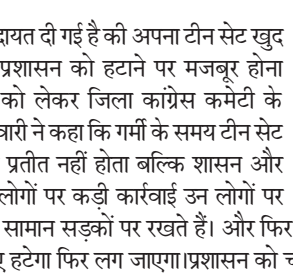 दायत दी गई है की अपना टीन सेट खुद
प्रशासन को हटाने पर मजबूर होना
को लेकर जिला कांग्रेस कमेटी के
वारी ने कहा कि गर्मी के समय टीन सेट
प्रतीत नहीं होता बल्कि शासन और
लोगों पर कड़ी कार्रवाई उन लोगों पर
सामान सड़कों पर रखते हैं। और फिर
हटेगा फिर लग जाएगा।प्रशासन को